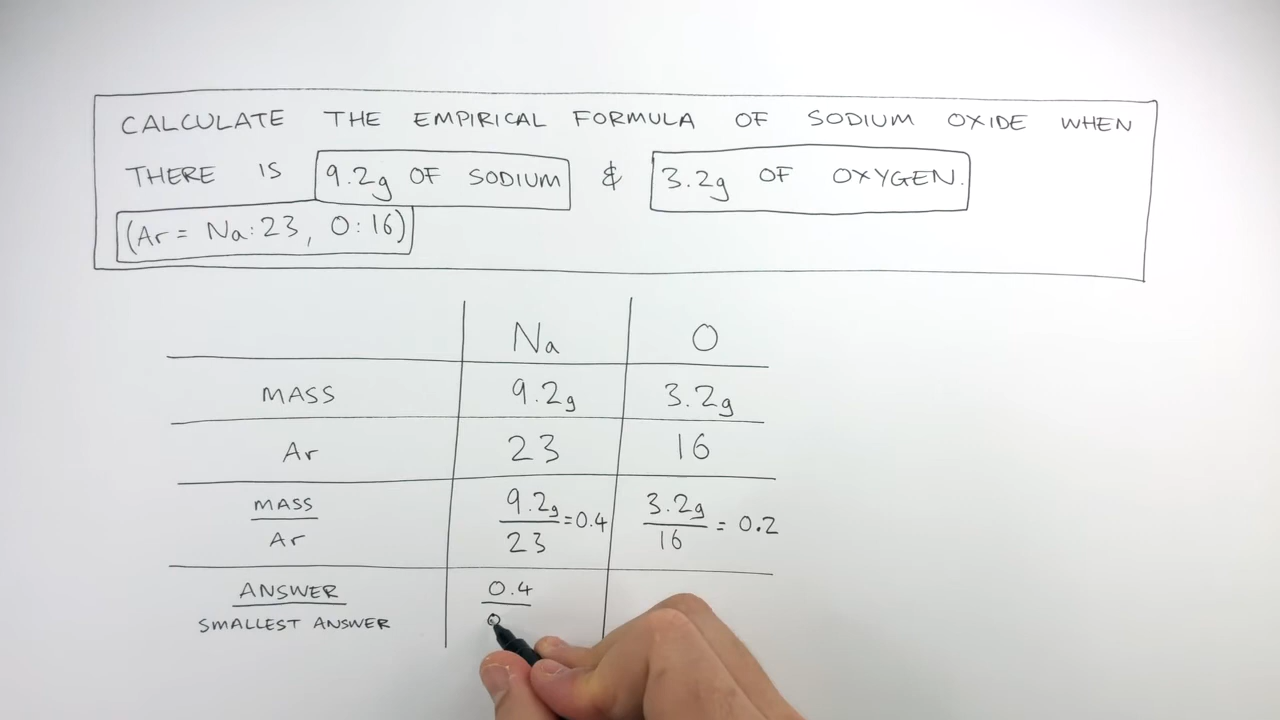 CALCULATE THE EMPIRICAL FORMULA OF SODIUM OXIDE WHEN
THERE IS 9.2g OF SODIUM & 3.2g OF OXYGEN.
(Ar = Na:23, O:16)
Na O
MASS 9.2g 3.2g
Ar 23 16
MASS 9.2g 3.2g
=0.4 = 0.2
Ar 23 16
ANSWER 0.4
SMALLEST ANSWER 0